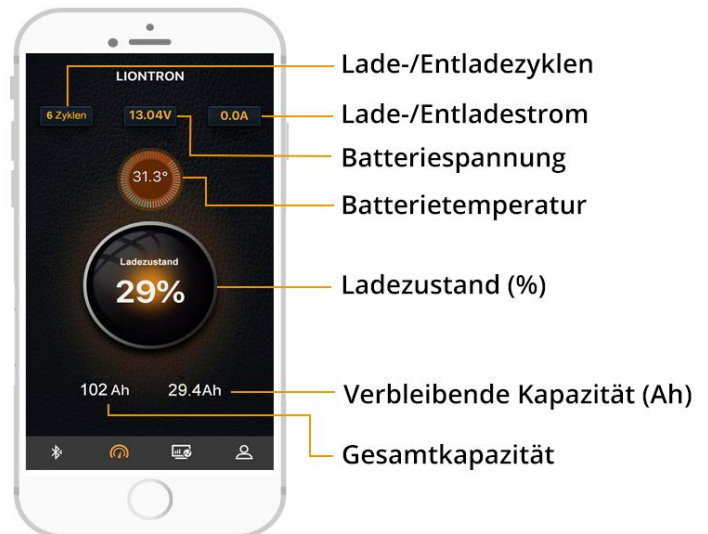 LIONTRON
6 Zyklen
13.04V
0.0A
31.3°
Ladezustand
29%
102 Ah
29.4Ah
Lade-/Entladezyklen
Lade-/Entladestrom
Batteriespannung
Batterietemperatur
Ladezustand (%)
Verbleibende Kapazität (Ah)
Gesamtkapazität